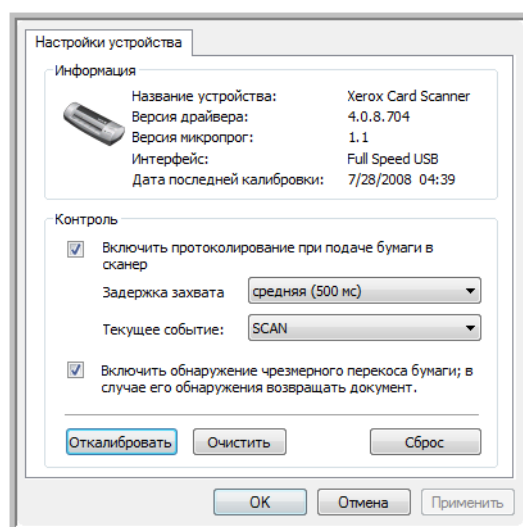 Настройки устройства
Информация
Название устройства: Xerox Card Scanner
Версия драйвера: 4.0.8.704
Версия микропрог: 1.1
Интерфейс: Full Speed USB
Дата последней калибровки: 7/28/2008 04:39
Контроль
Включить протоколирование при подаче бумаги в
сканер
Задержка захвата средняя (500 мс)
Текущее событие: SCAN
Включить обнаружение чрезмерного перекоса бумаги; в
случае его обнаружения возвращать документ.
Откалибровать Очистить Сброс
OK Отмена Применить